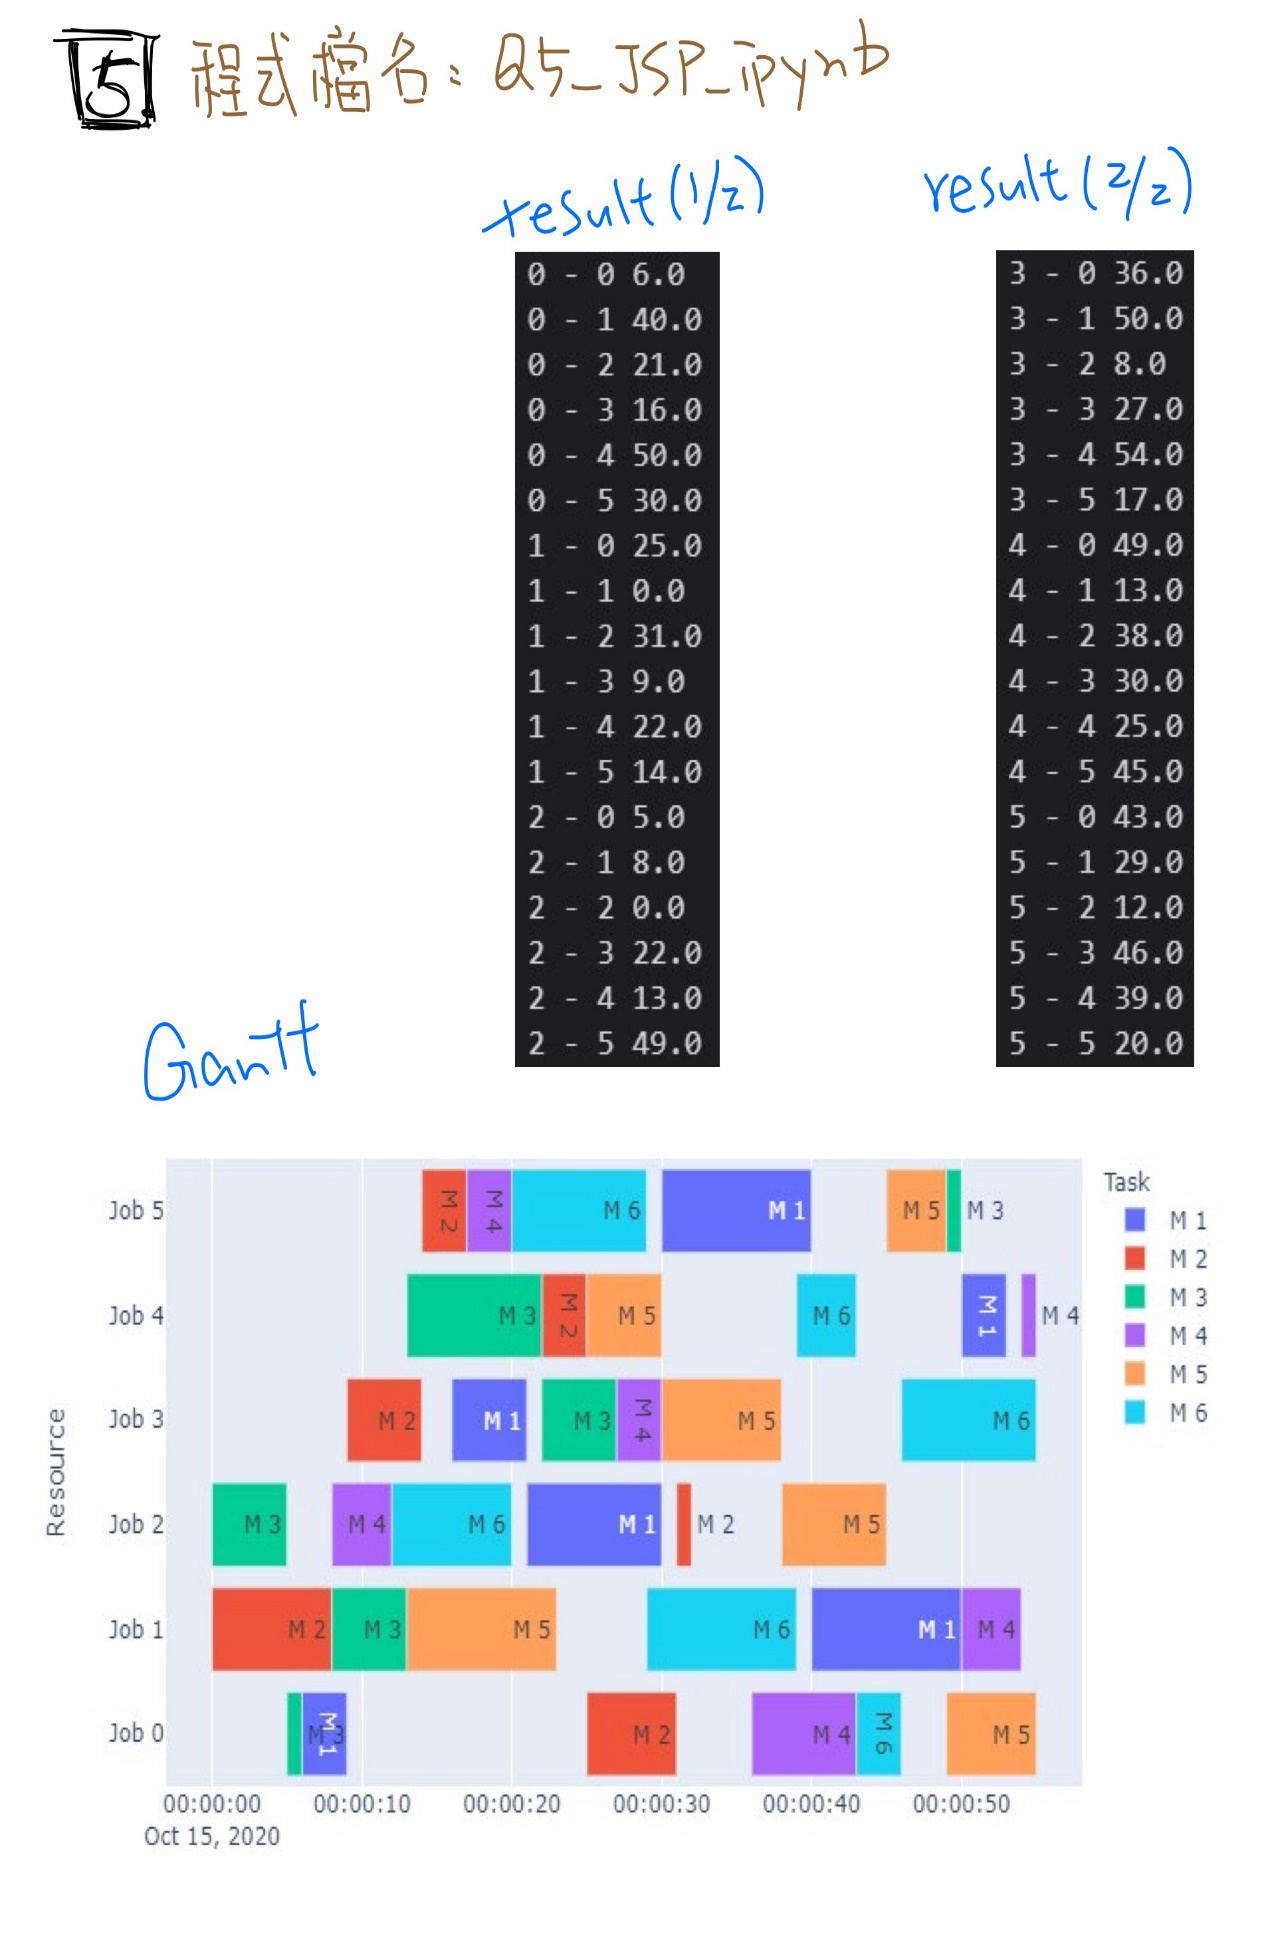 5 程式檔名: Q5_JSP_ipynb
result(1/2)
result(2/2)
0 - 0 6.0
0 - 1 40.0
0 - 2 21.0
0 - 3 16.0
0 - 4 50.0
0 - 5 30.0
1 - 0 25.0
1 - 1 0.0
1 - 2 31.0
1 - 3 9.0
1 - 4 22.0
1 - 5 14.0
2 - 0 5.0
2 - 1 8.0
2 - 2 0.0
2 - 3 22.0
2 - 4 13.0
2 - 5 49.0
3 - 0 36.0
3 - 1 50.0
3 - 2 8.0
3 - 3 27.0
3 - 4 54.0
3 - 5 17.0
4 - 0 49.0
4 - 1 13.0
4 - 2 38.0
4 - 3 30.0
4 - 4 25.0
4 - 5 45.0
5 - 0 43.0
5 - 1 29.0
5 - 2 12.0
5 - 3 46.0
5 - 4 39.0
5 - 5 20.0
Gantt
Resource
Job 5 M 2 M 4 M 6 M 1 M 5 M 3
Job 4 M 3 M 2 M 5 M 6 M 1 M 4
Job 3 M 2 M 1 M 3 M 4 M 5 M 6
Job 2 M 3 M 4 M 6 M 1 M 2 M 5
Job 1 M 2 M 3 M 5 M 6 M 1 M 4
Job 0 M 3 M 1 M 2 M 4 M 6 M 5
00:00:00 00:00:10 00:00:20 00:00:30 00:00:40 00:00:50
Oct 15, 2020
Task
M 1
M 2
M 3
M 4
M 5
M 6